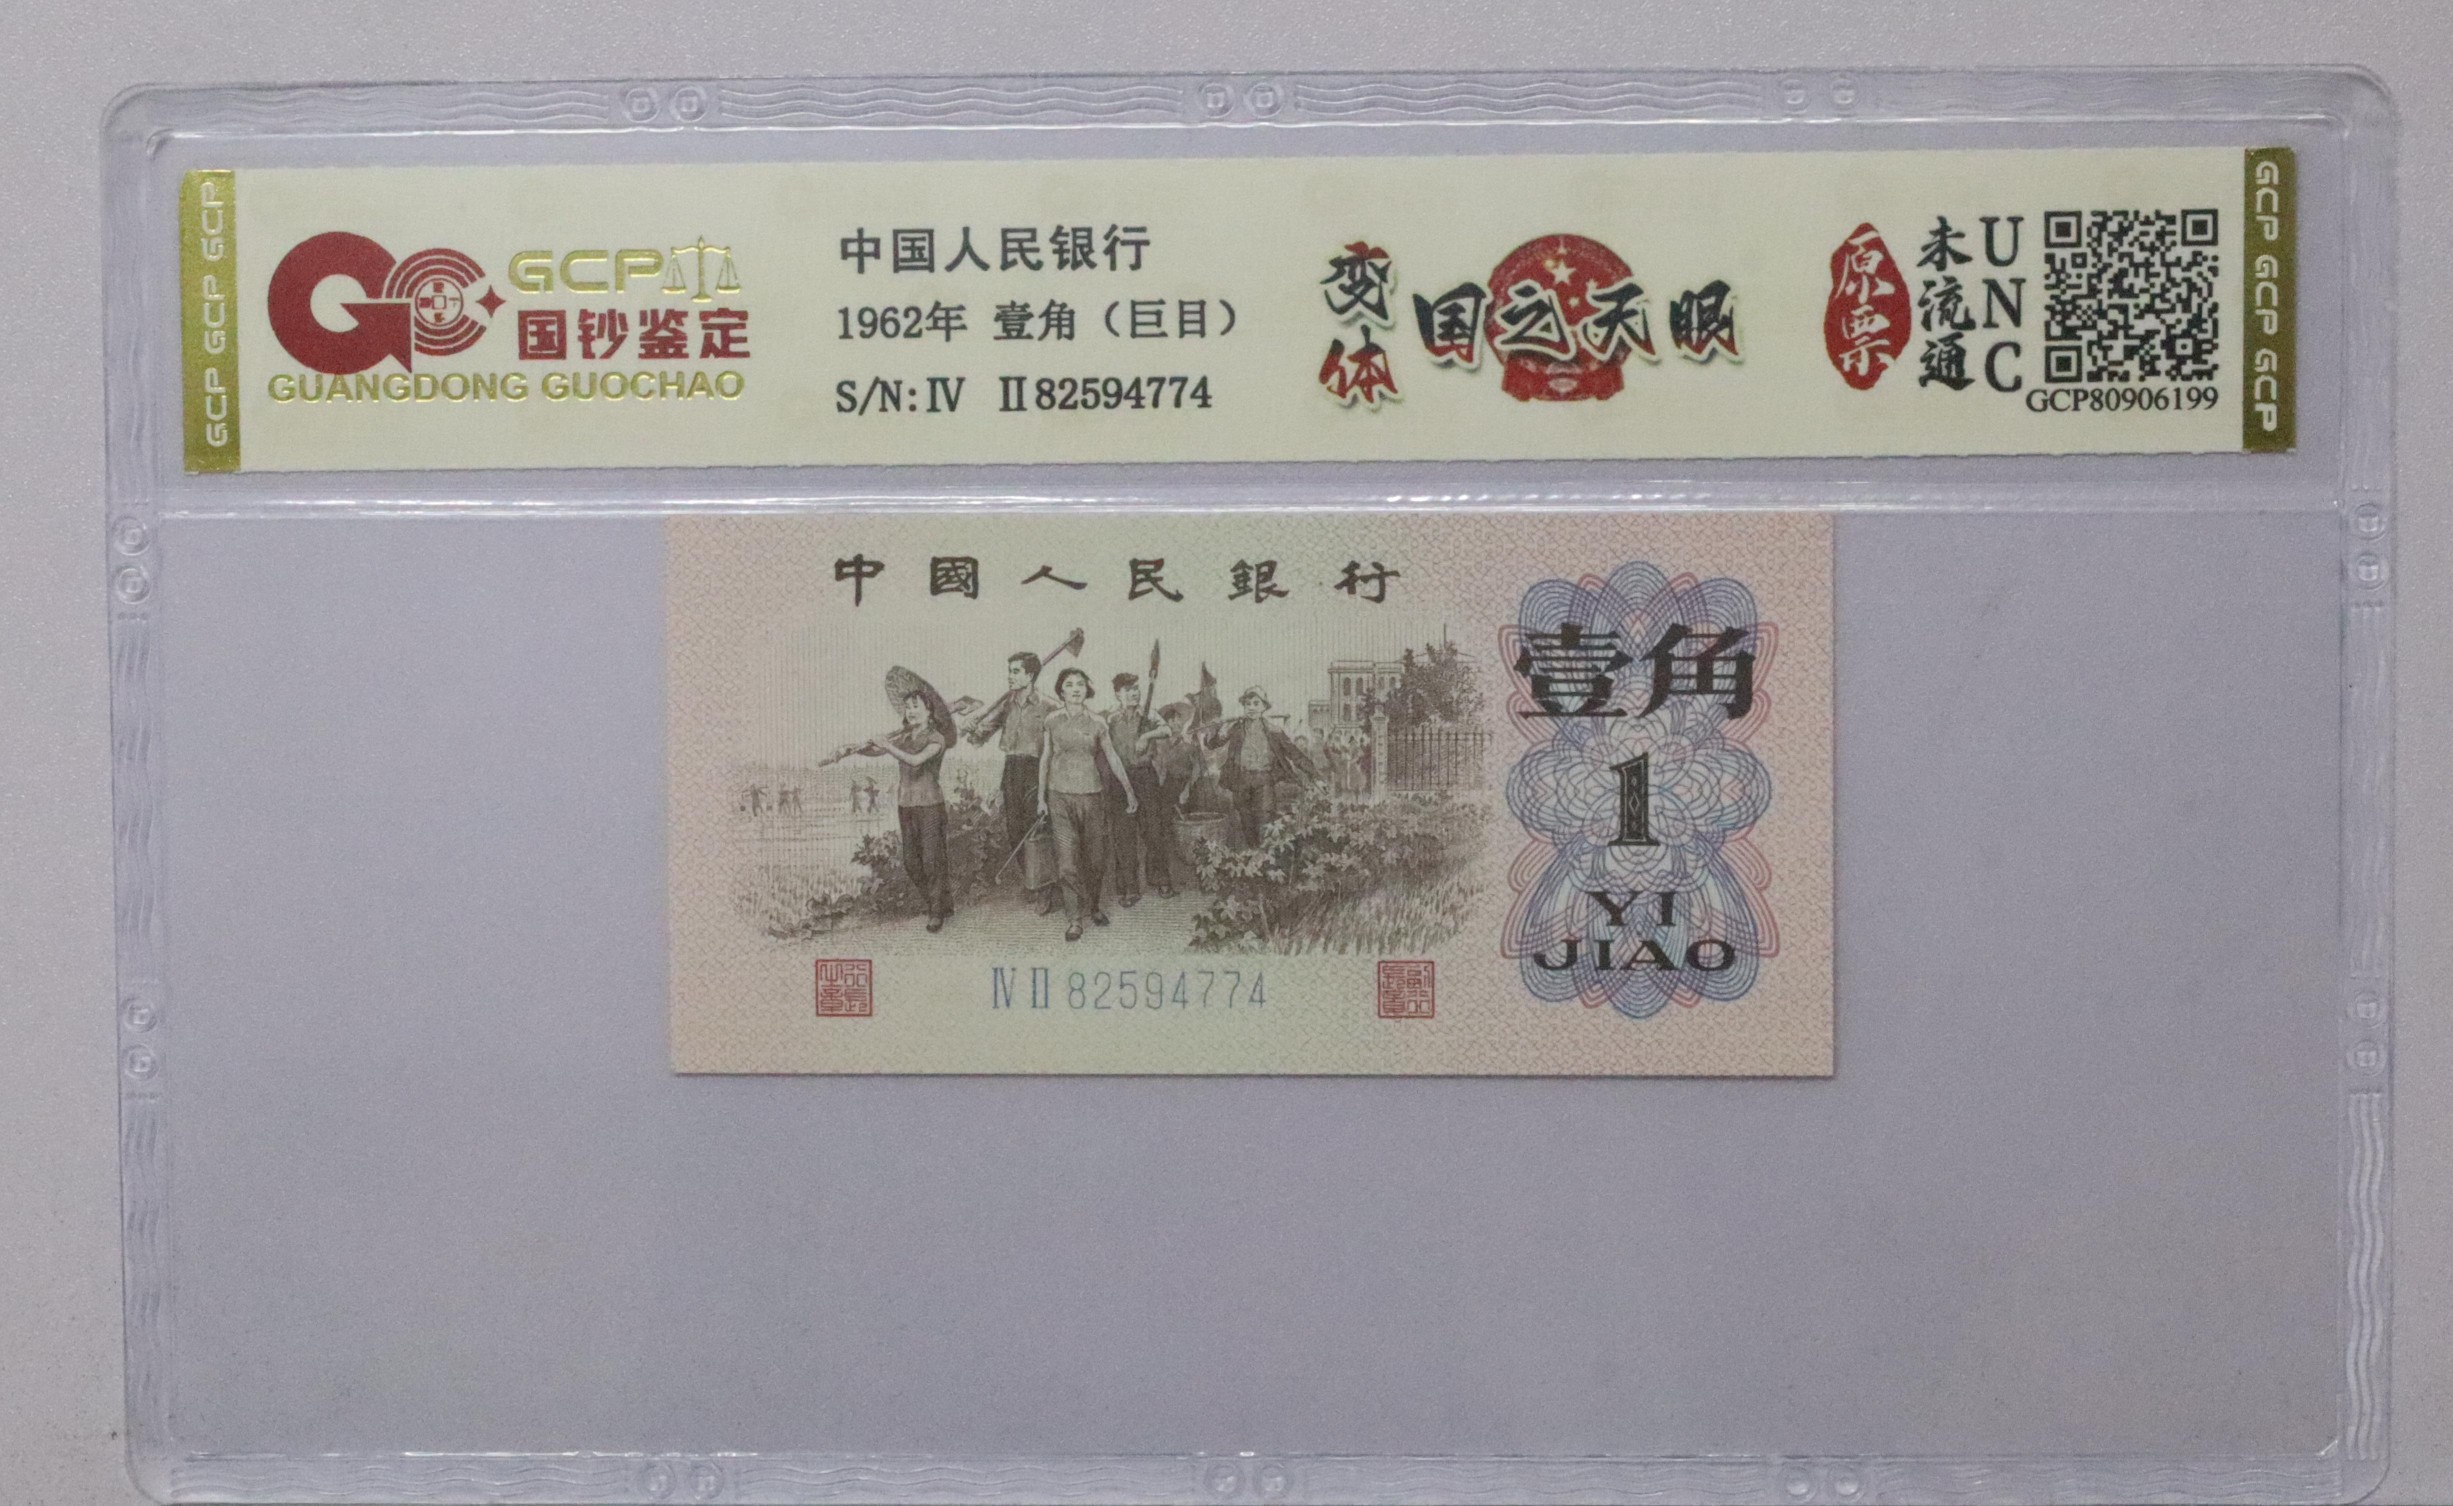 GCP GCP GCP
GCP
国钞鉴定
GUANGDONG GUOCHAO
中国人民银行
1962年 壹角（巨目）
S/N:Ⅳ Ⅱ82594774
变体
国之天眼
原票
未流通
UNC
GCP80906199
GCP GCP GCP
中國人民銀行
壹角
1
YI
JIAO
ⅣⅡ82594774